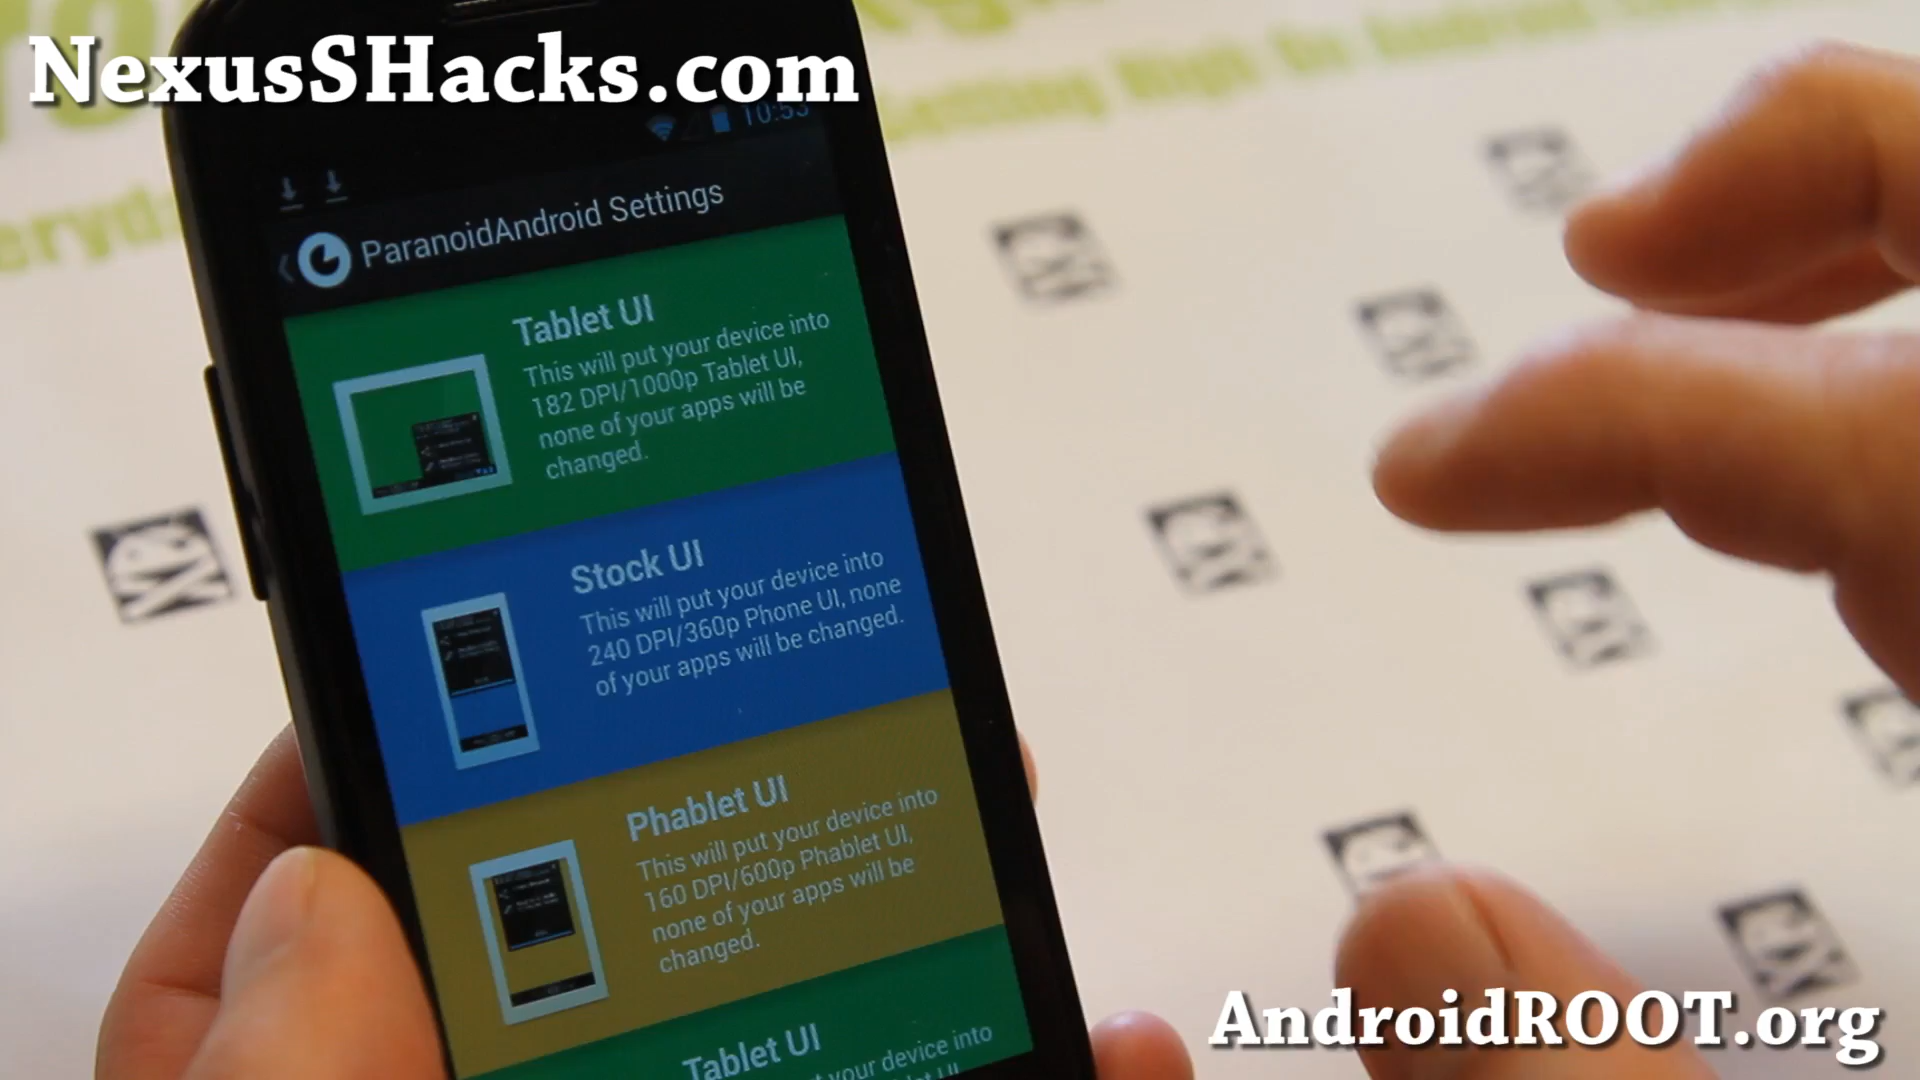 NexusSHacks.com
10:53
ParanoidAndroid Settings
Tablet UI
This will put your device into
182 DPI/1000p Tablet UI,
none of your apps will be
changed.
Stock UI
This will put your device into
240 DPI/360p Phone UI, none
of your apps will be changed.
Phablet UI
This will put your device into
160 DPI/600p Phablet UI,
none of your apps will be
changed.
Tablet UI
your device into
UI
AndroidROOT.org